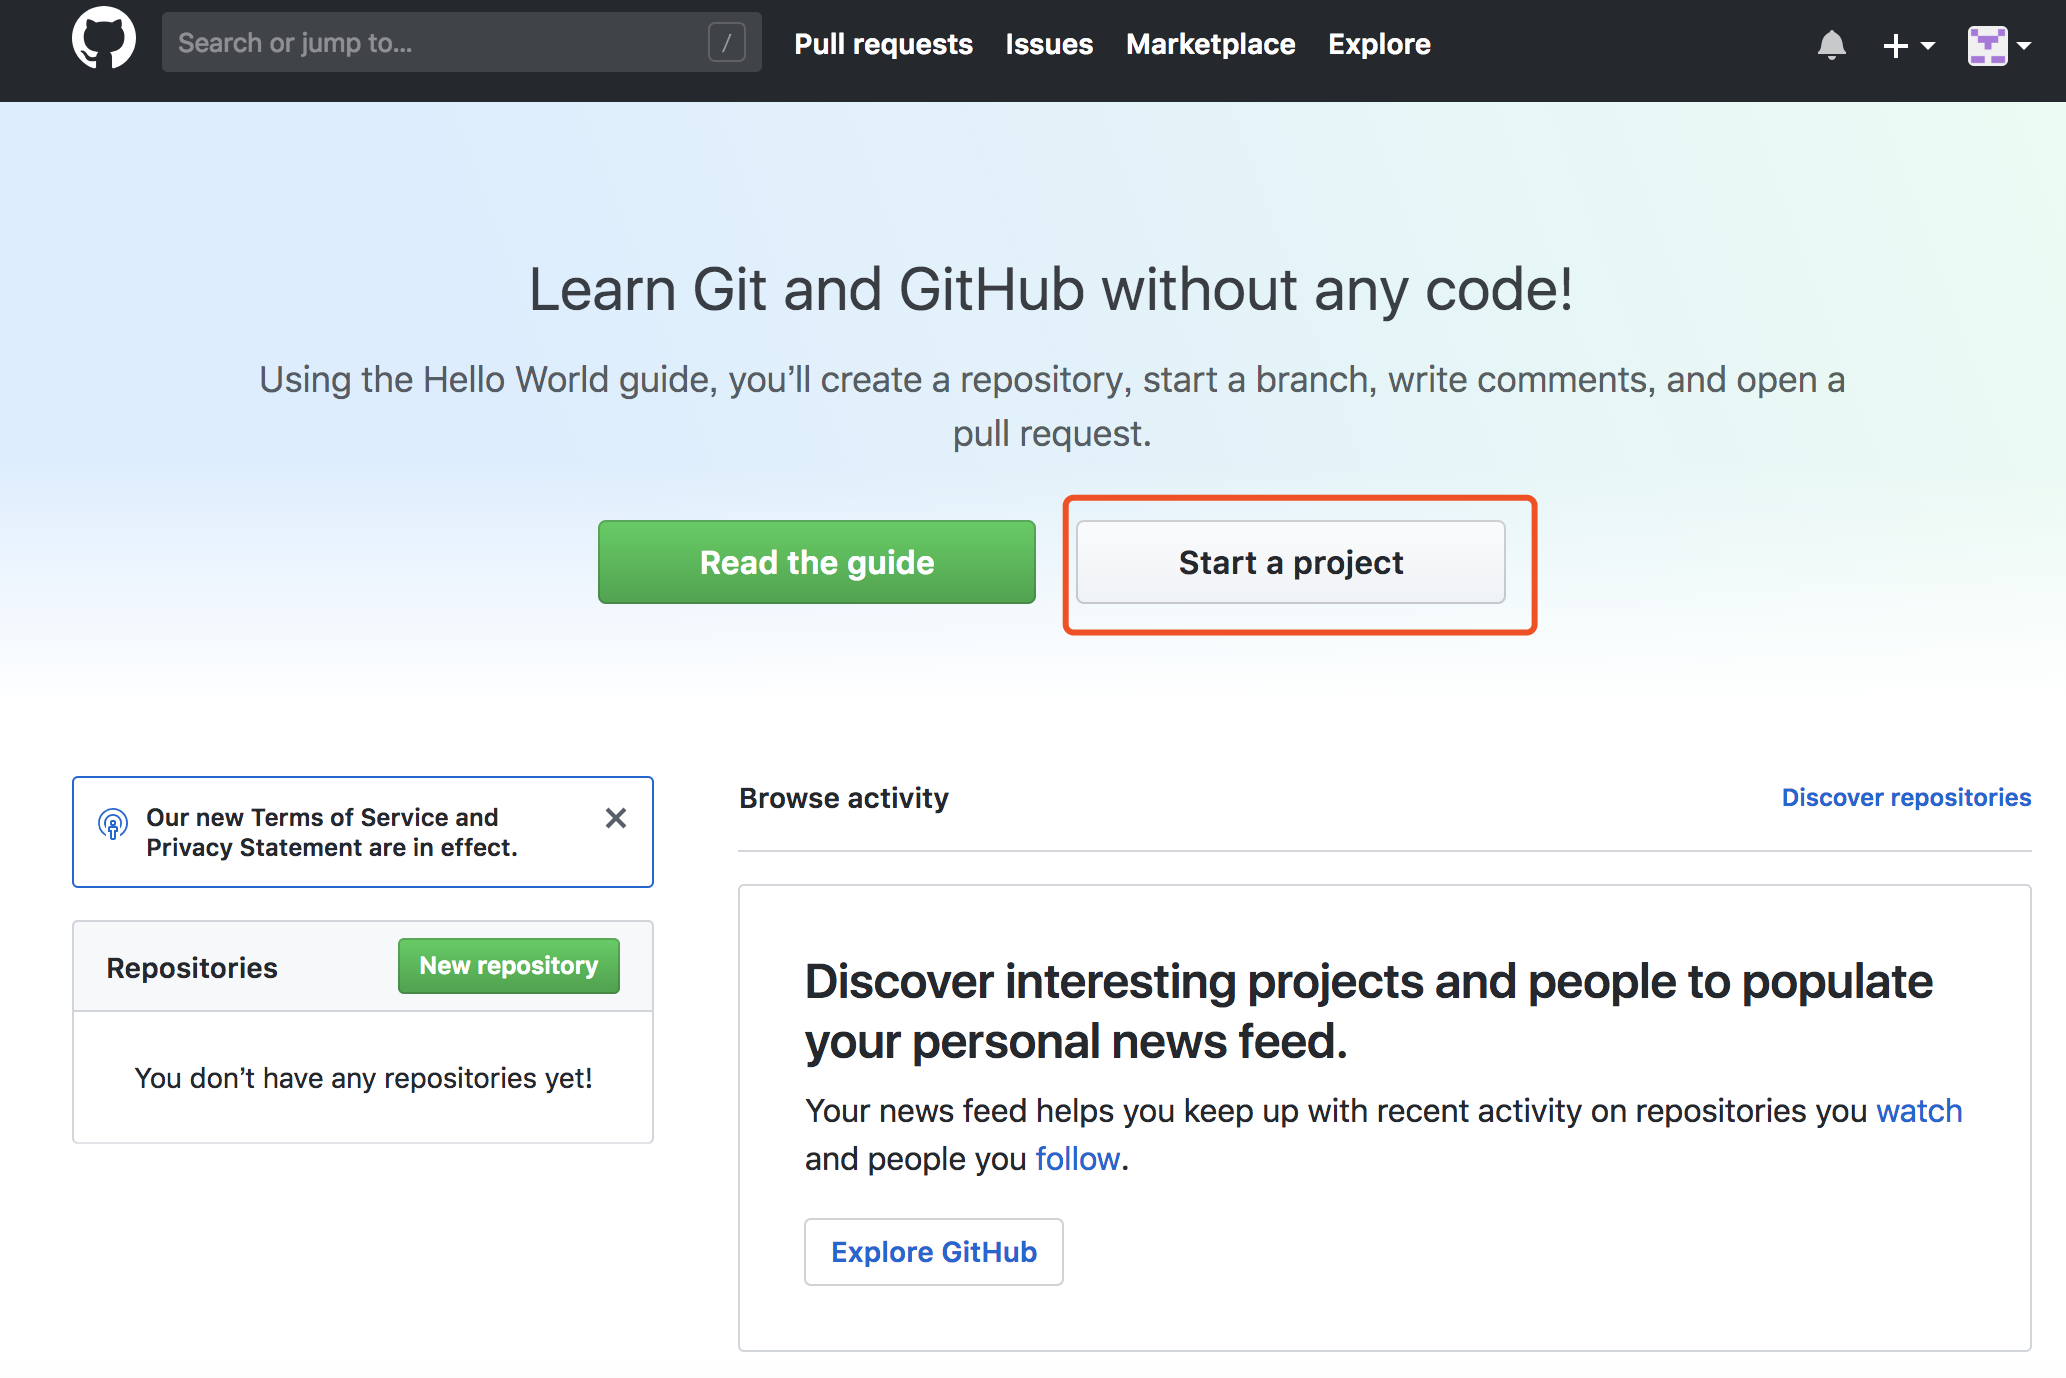 Search or jump to...
/
Pull requests
Issues
Marketplace
Explore
Learn Git and GitHub without any code!
Using the Hello World guide, you’ll create a repository, start a branch, write comments, and open a
pull request.
Read the guide
Start a project
Our new Terms of Service and
Privacy Statement are in effect.
Repositories
New repository
You don’t have any repositories yet!
Browse activity
Discover repositories
Discover interesting projects and people to populate
your personal news feed.
Your news feed helps you keep up with recent activity on repositories you watch
and people you follow.
Explore GitHub